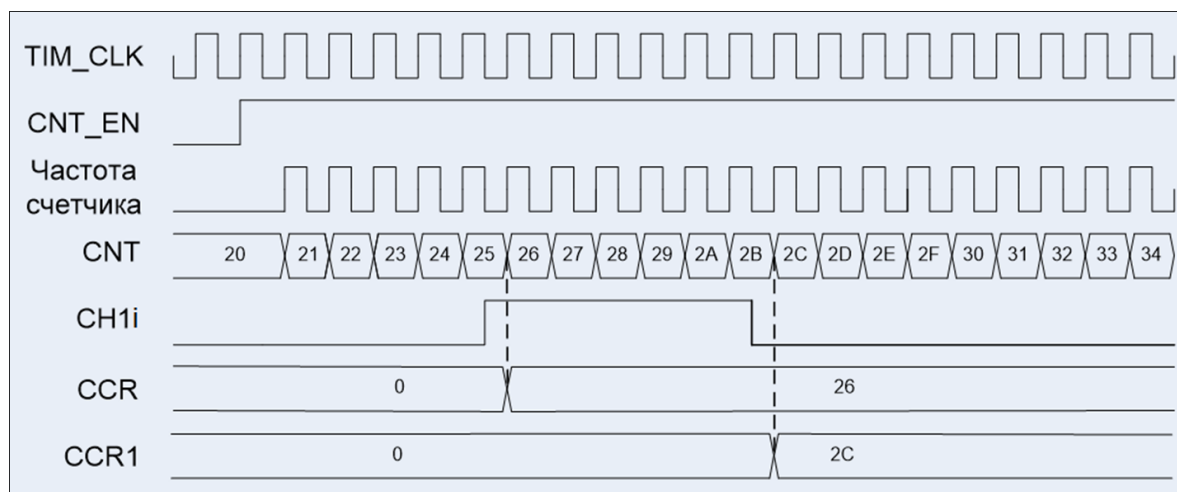 TIM_CLK
CNT_EN
Частота
счетчика
CNT 20 21 22 23 24 25 26 27 28 29 2A 2B 2C 2D 2E 2F 30 31 32 33 34
CH1i
CCR 0 26
CCR1 0 2C